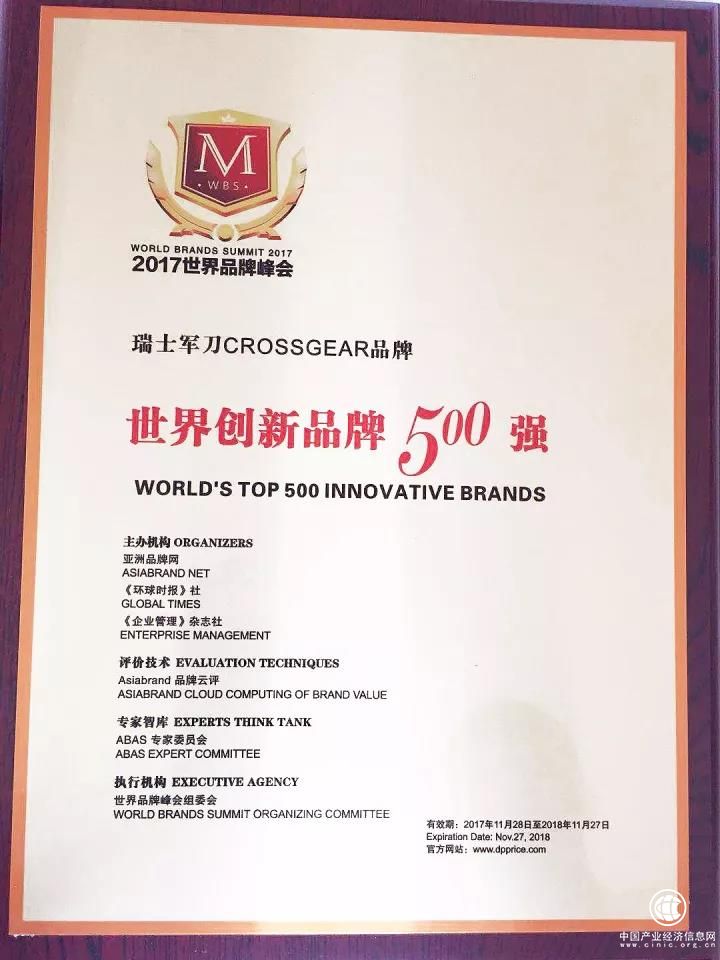 M
WBS
WORLD BRANDS SUMMIT 2017
2017世界品牌峰会
瑞士军刀CROSSGEAR品牌
世界创新品牌 500 强
WORLD'S TOP 500 INNOVATIVE BRANDS
主办机构 ORGANIZERS
亚洲品牌网
ASIABRAND NET
《环球时报》社
GLOBAL TIMES
《企业管理》杂志社
ENTERPRISE MANAGEMENT
评价技术 EVALUATION TECHNIQUES
Asiabrand 品牌云评
ASIABRAND CLOUD COMPUTING OF BRAND VALUE
专家智库 EXPERTS THINK TANK
ABAS 专家委员会
ABAS EXPERT COMMITTEE
执行机构 EXECUTIVE AGENCY
世界品牌峰会组委会
WORLD BRANDS SUMMIT ORGANIZING COMMITTEE
有效期：2017年11月28日至2018年11月27日
Expiration Date: Nov.27, 2018
官方网站：www.dpprice.com
中国产业经济信息网
www.cinic.org.cn